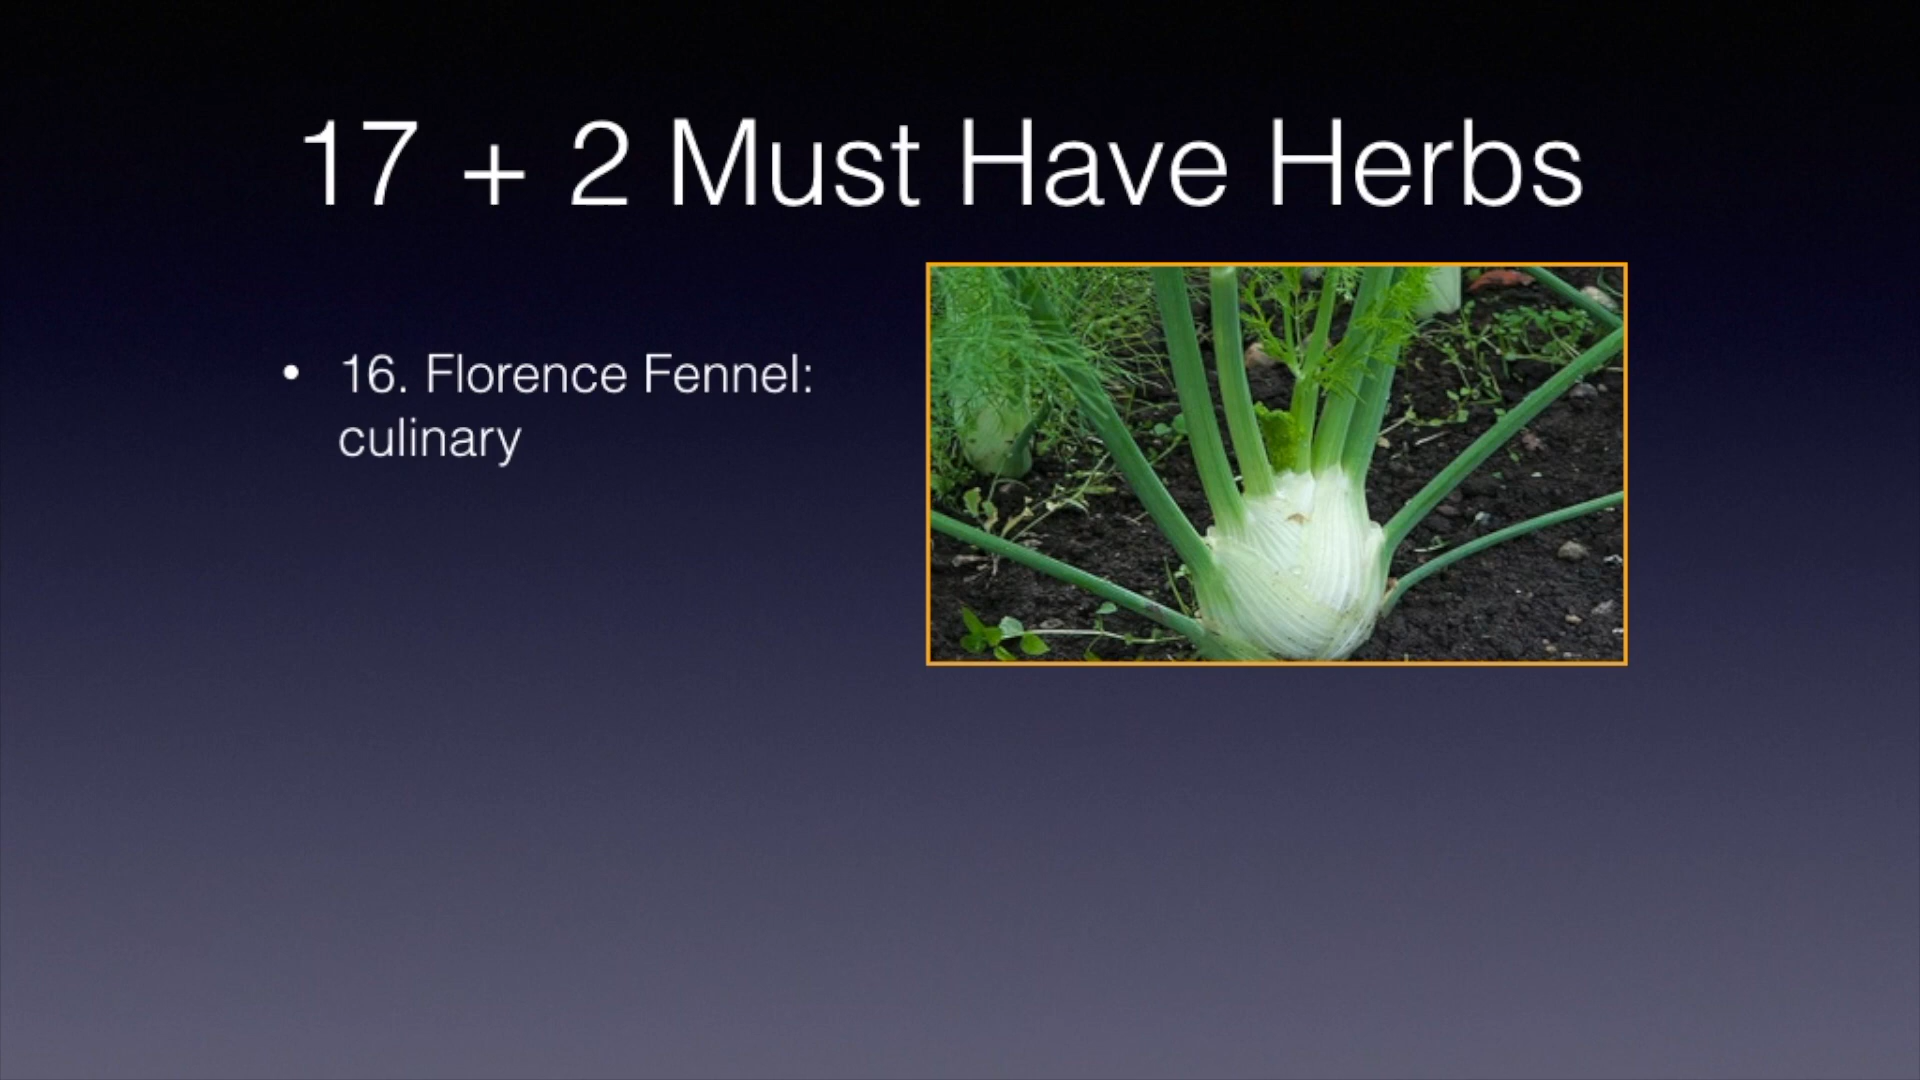 17 + 2 Must Have Herbs
• 16. Florence Fennel:
culinary